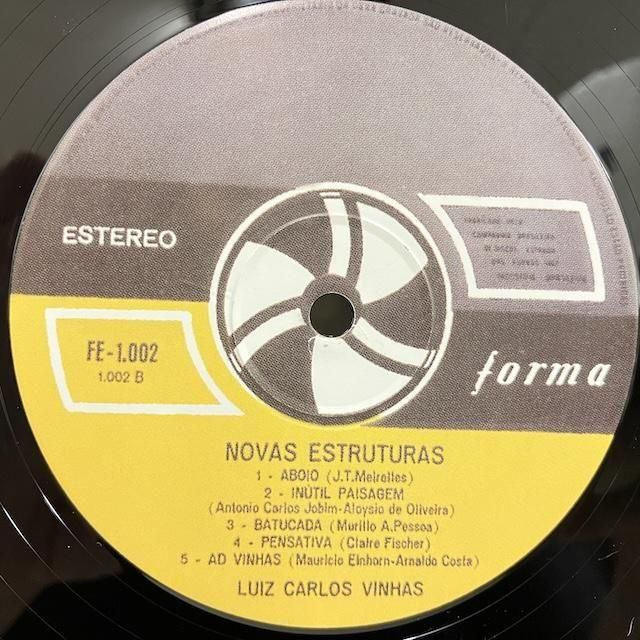 ESTEREO
FE-1.002
1.002 B
forma
NOVAS ESTRUTURAS
1 - ABOIO (J.T.Meirelles)
2 - INÚTIL PAISAGEM
(Antonio Carlos Jobim-Aloysio de Oliveira)
3 - BATUCADA (Murillo A.Pessoa)
4 - PENSATIVA (Claire Fischer)
5 - AD VINHAS (Mauricio Einhorn-Arnaldo Costa)
LUIZ CARLOS VINHAS